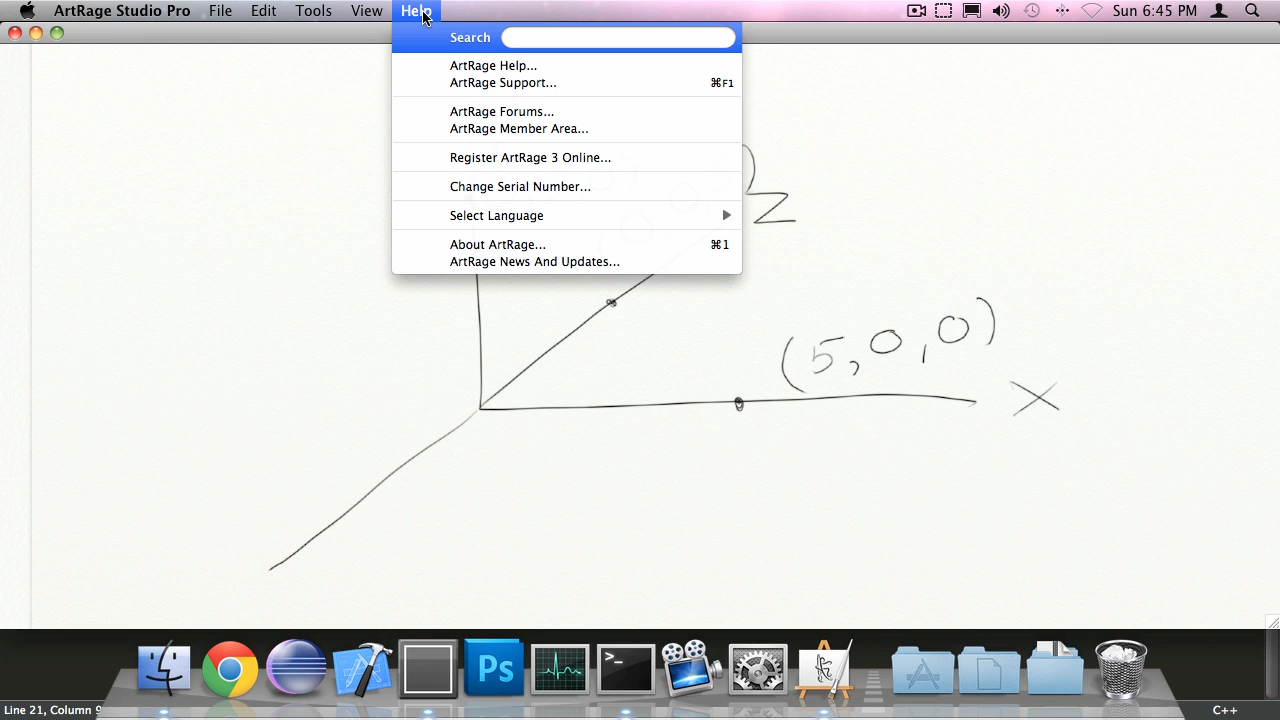 ArtRage Studio Pro File Edit Tools View Help Sun 6:45 PM
Search
ArtRage Help...
ArtRage Support... ⌘F1
ArtRage Forums...
ArtRage Member Area...
Register ArtRage 3 Online...
Change Serial Number...
Select Language
About ArtRage... ⌘1
ArtRage News And Updates...
z
(5,0,0)
x
Ps
>_
Line 21, Column 9
C++